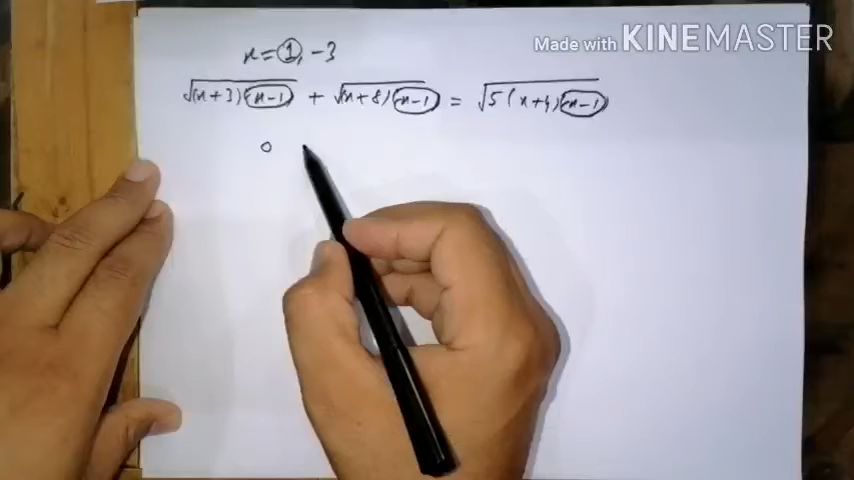 Made with KINEMASTER
x = 1, -3
√(x+3)(x-1) + √(x+8)(x-1) = √5(x+4)(x-1)
0